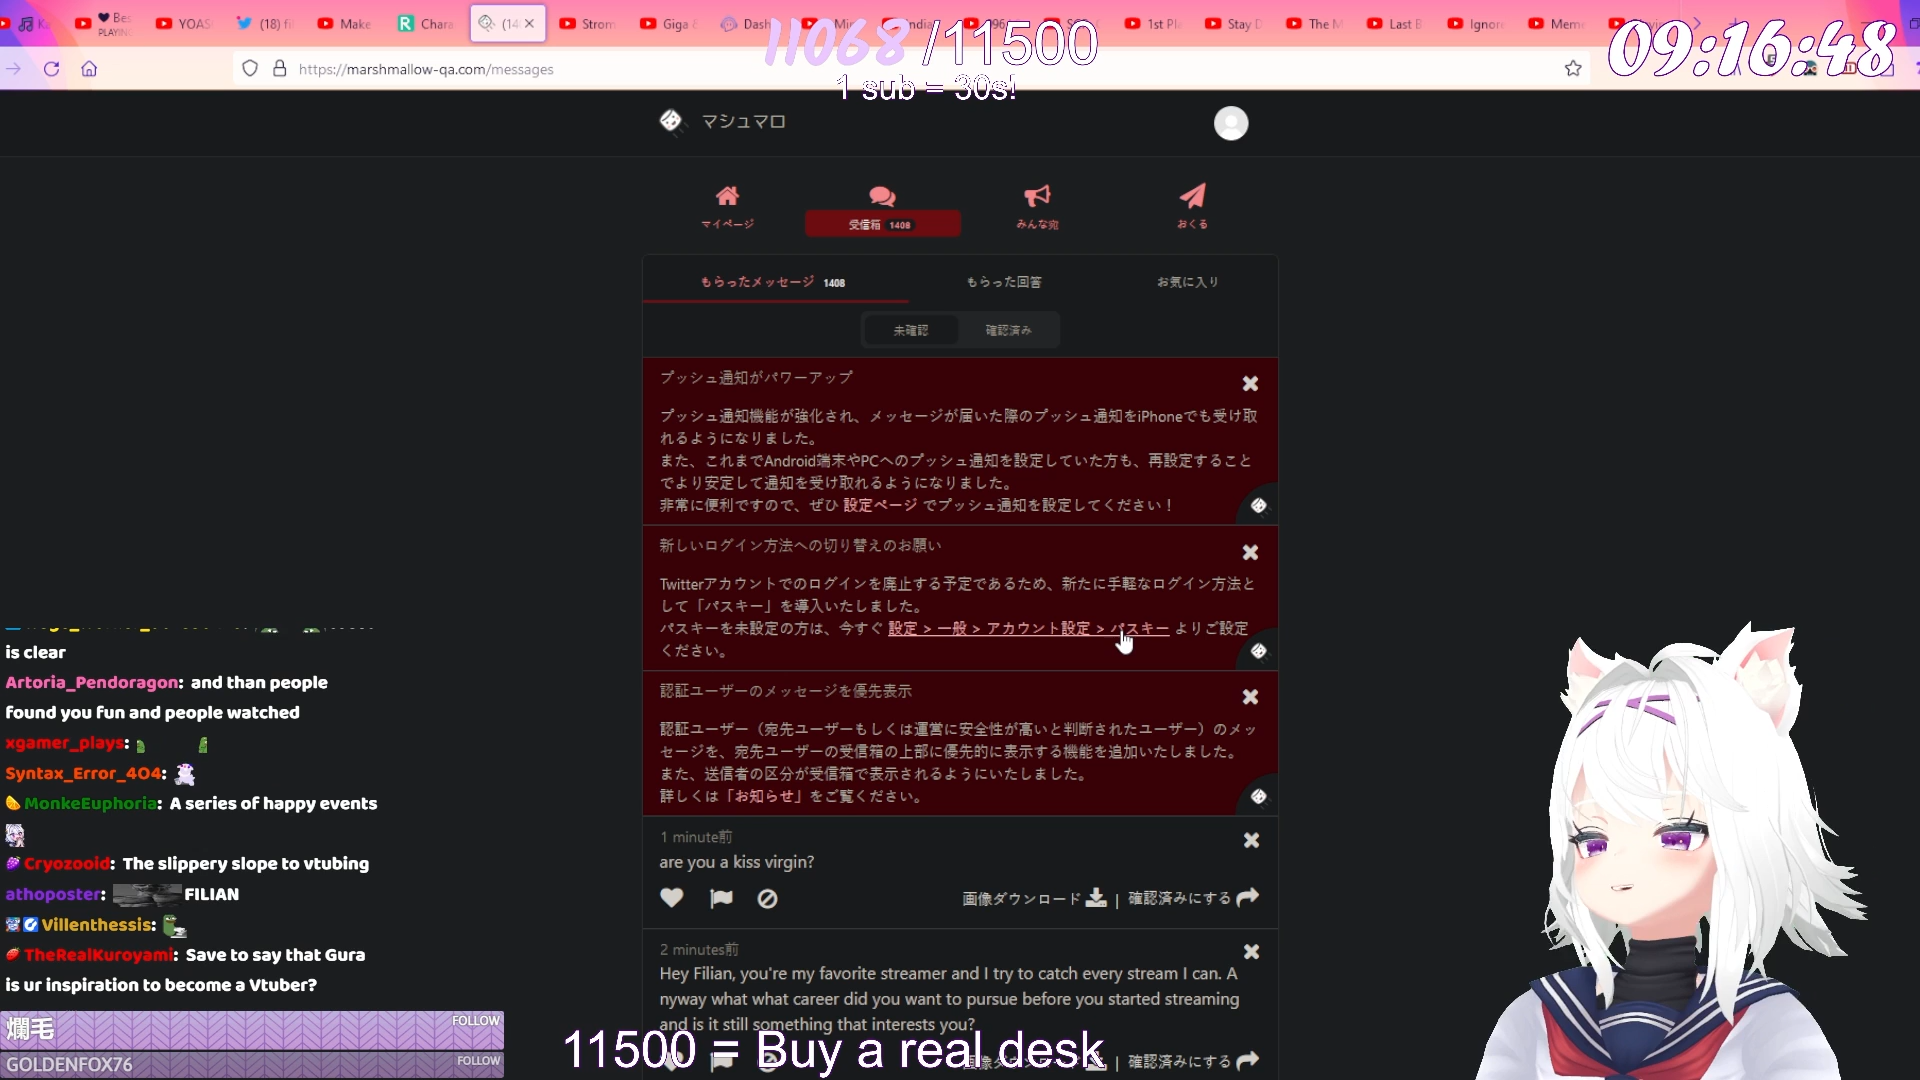 Bes
PLAYIN
YOAS
(18) fi
Make
Chara
(14
Strom
Giga &
Dash
Mi
India
1st Pl
Stay D
The M
Last B
Ignor
Mem
11068 /11500
1 sub = 30s!
09:16:48
https://marshmallow-qa.com/messages
マシュマロ
マイページ
受信箱 1408
みんな宛
おくる
もらったメッセージ 1408
もらった回答
お気に入り
未確認
確認済み
プッシュ通知がパワーアップ
プッシュ通知機能が強化され、メッセージが届いた際のプッシュ通知をiPhoneでも受け取
れるようになりました。
また、これまでAndroid端末やPCへのプッシュ通知を設定していた方も、再設定すること
でより安定して通知を受け取れるようになりました。
非常に便利ですので、ぜひ 設定ページ でプッシュ通知を設定してください！
新しいログイン方法への切り替えのお願い
Twitterアカウントでのログインを廃止する予定であるため、新たに手軽なログイン方法と
して「パスキー」を導入いたしました。
パスキーを未設定の方は、今すぐ 設定 > 一般 > アカウント設定 > パスキー よりご設定
ください。
認証ユーザーのメッセージを優先表示
認証ユーザー（宛先ユーザーもしくは運営に安全性が高いと判断されたユーザー）のメッ
セージを、宛先ユーザーの受信箱の上部に優先的に表示する機能を追加いたしました。
また、送信者の区分が受信箱で表示されるようにいたしました。
詳しくは「お知らせ」をご覧ください。
1 minute前
are you a kiss virgin?
画像ダウンロード | 確認済みにする
2 minutes前
Hey Filian, you're my favorite streamer and I try to catch every stream I can. A
nyway what what career did you want to pursue before you started streaming
and is it still something that interests you?
確認済みにする
11500 = Buy a real desk
is clear
Artoria_Pendoragon: and than people
found you fun and people watched
xgamer_plays:
Syntax_Error_404:
MonkeEuphoria: A series of happy events
Cryozooid: The slippery slope to vtubing
athoposter: FILIAN
Villenthessis:
TheRealKuroyami: Save to say that Gura
is ur inspiration to become a Vtuber?
爛毛 FOLLOW
GOLDENFOX76 FOLLOW